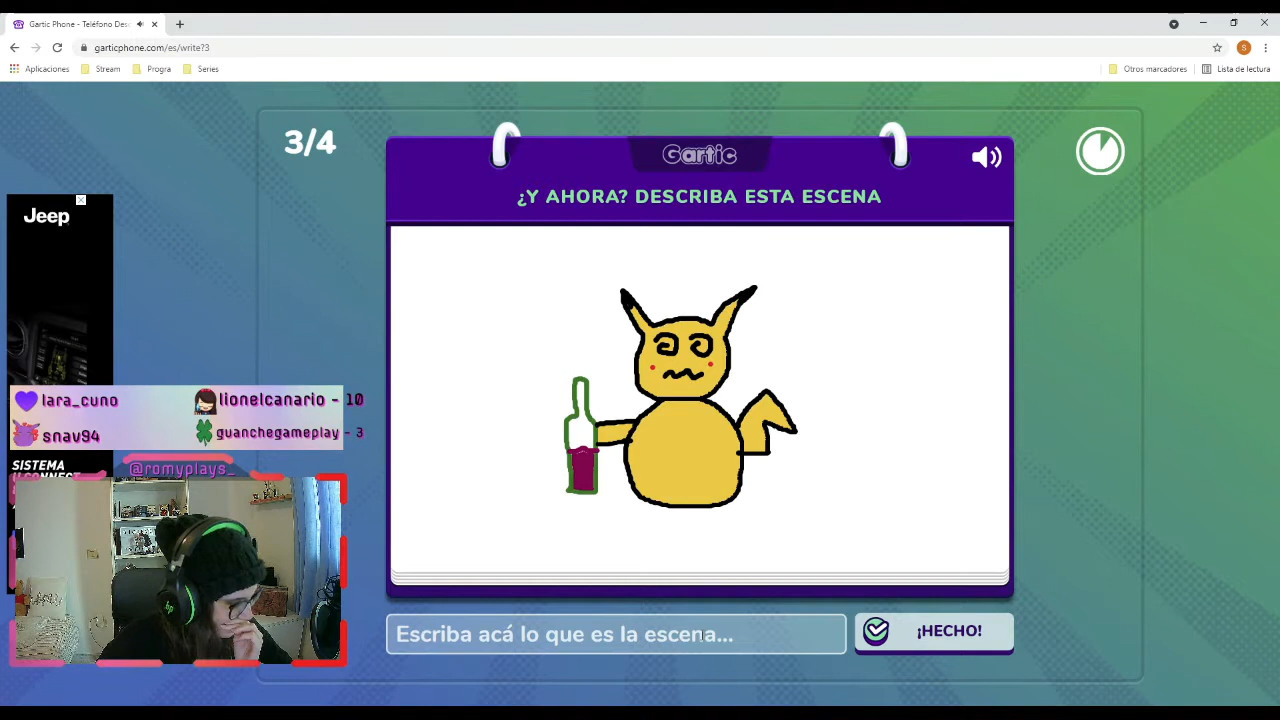 Gartic Phone - Teléfono Des
garticphone.com/es/write?3
Aplicaciones
Stream
Progra
Series
Otros marcadores
Lista de lectura
S
3/4
Gartic
¿Y AHORA? DESCRIBA ESTA ESCENA
Jeep
lara_cuno
lionelcanario - 10
snav94
guanchegameplay - 3
@romyplays_
SISTEMA
Escriba acá lo que es la escena...
¡HECHO!